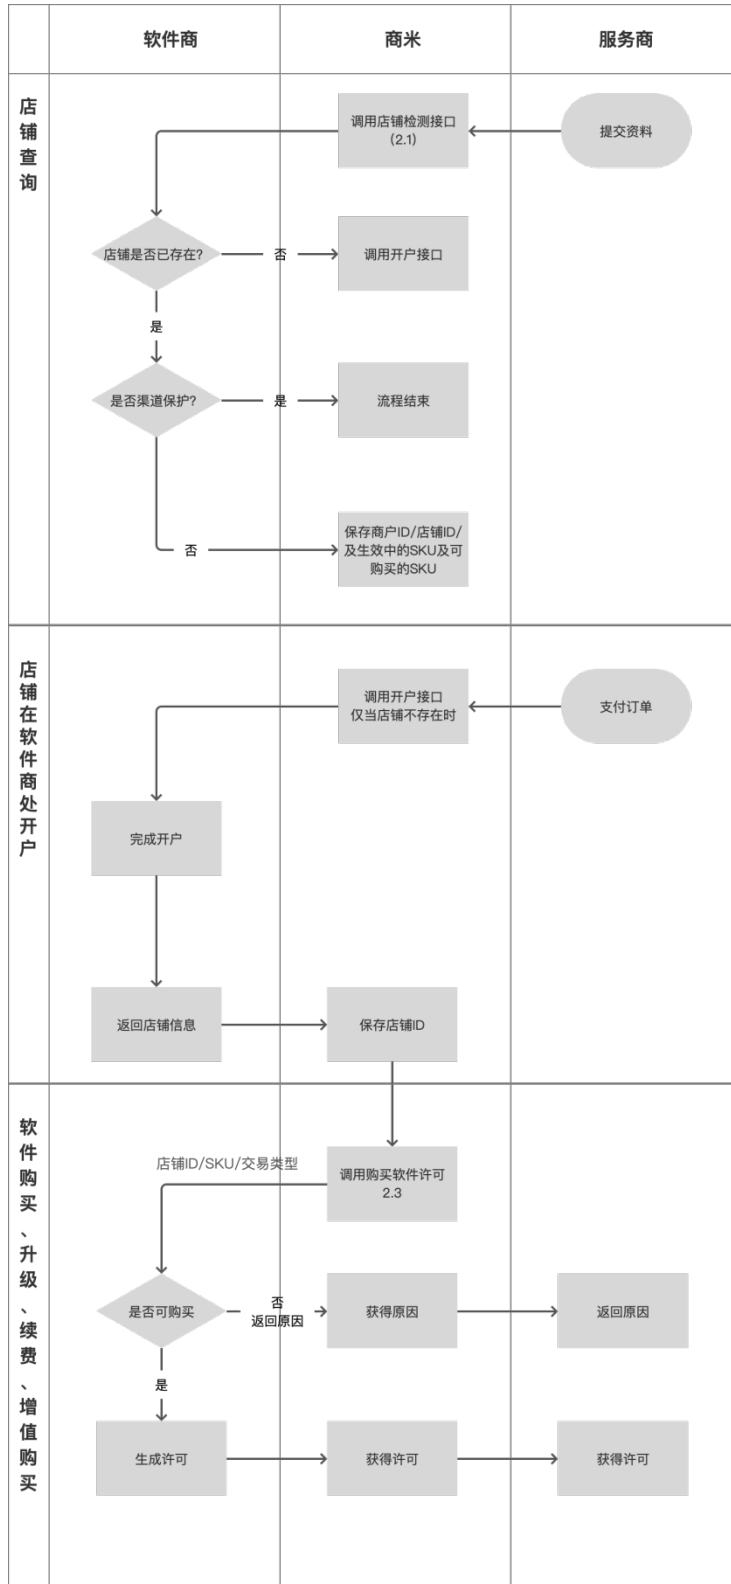 软件商
商米
服务商
店铺查询
调用店铺检测接口
(2.1)
提交资料
店铺是否已存在?
否
调用开户接口
是
是否渠道保护?
是
流程结束
否
保存商户ID/店铺ID/
及生效中的SKU及可
购买的SKU
店铺在软件商处开户
调用开户接口
仅当店铺不存在时
支付订单
完成开户
返回店铺信息
保存店铺ID
软件购买、升级、续费、增值购买
店铺ID/SKU/交易类型
调用购买软件许可
2.3
是否可购买
否
返回原因
获得原因
返回原因
是
生成许可
获得许可
获得许可